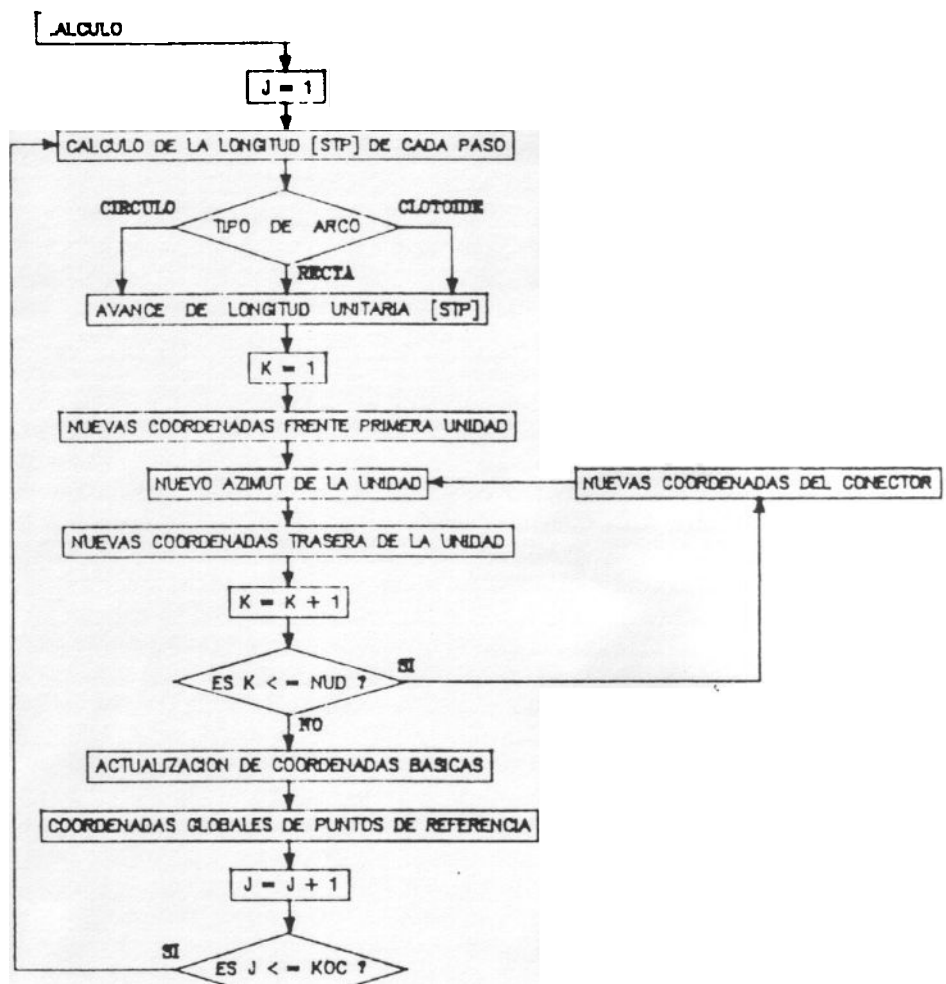 ALCULO
J = 1
CALCULO DE LA LONGITUD [STP] DE CADA PASO
CIRCULO
CLOTOIDE
TIPO DE ARCO
RECTA
AVANCE DE LONGITUD UNITARIA [STP]
K = 1
NUEVAS COORDENADAS FRENTE PRIMERA UNIDAD
NUEVO AZIMUT DE LA UNIDAD
NUEVAS COORDENADAS DEL CONECTOR
NUEVAS COORDENADAS TRASERA DE LA UNIDAD
K = K + 1
SI
ES K <= NUD ?
NO
ACTUALIZACION DE COORDENADAS BASICAS
COORDENADAS GLOBALES DE PUNTOS DE REFERENCIA
J = J + 1
SI
ES J <= KOC ?